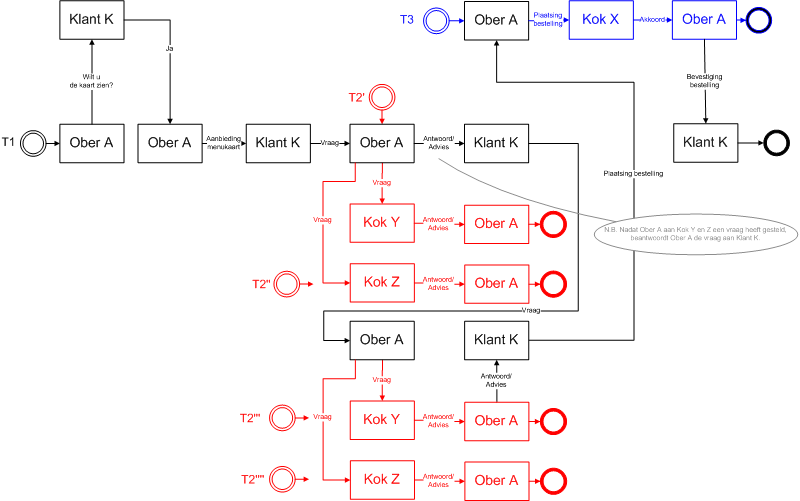 Klant K
Ja
Wilt u
de kaart zien?
T1
Ober A
Ober A
Aanbieding
menukaart
Klant K
Vraag
T2'
Ober A
Antwoord/
Advies
Klant K
T3
Ober A
Plaatsing
bestelling
Kok X
Akkoord
Ober A
Bevestiging
bestelling
Klant K
Plaatsing bestelling
Vraag
Vraag
Kok Y
Antwoord/
Advies
Ober A
N.B. Nadat Ober A aan Kok Y en Z een vraag heeft gesteld,
beantwoordt Ober A de vraag aan Klant K.
T2"
Kok Z
Antwoord/
Advies
Ober A
Vraag
Ober A
Klant K
Vraag
Antwoord/
Advies
T2'"
Vraag
Kok Y
Antwoord/
Advies
Ober A
T2""
Kok Z
Antwoord/
Advies
Ober A